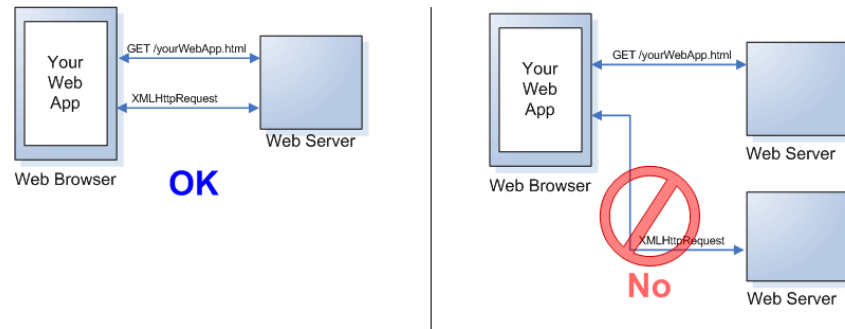 GET /yourWebApp.html
Your
Web
App
XMLHttpRequest
Web Server
Web Browser
OK
GET /yourWebApp.html
Your
Web
App
Web Server
Web Browser
XMLHttpRequest
No
Web Server